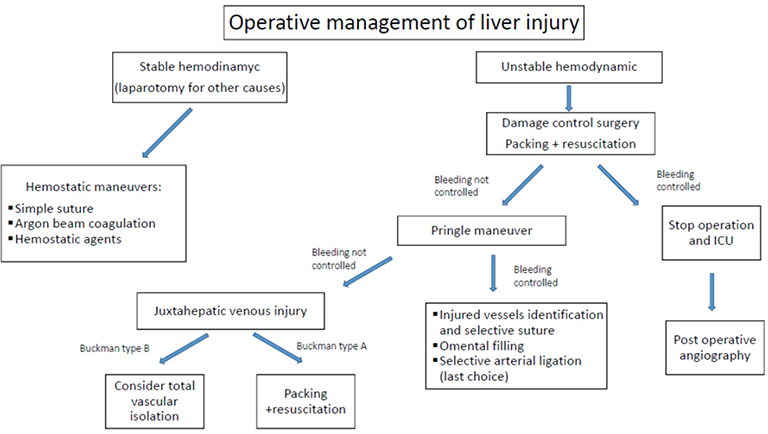 Operative management of liver injury
Stable hemodinamyc
(laparotomy for other causes)
Unstable hemodynamic
Damage control surgery
Packing + resuscitation
Hemostatic maneuvers:
▪ Simple suture
▪ Argon beam coagulation
▪ Hemostatic agents
Bleeding not
controlled
Bleeding
controlled
Pringle maneuver
Stop operation
and ICU
Bleeding not
controlled
Bleeding
controlled
Juxtahepatic venous injury
▪ Injured vessels identification
and selective suture
▪ Omental filling
▪ Selective arterial ligation
(last choice)
Post operative
angiography
Buckman type B
Buckman type A
Consider total
vascular
isolation
Packing
+resuscitation